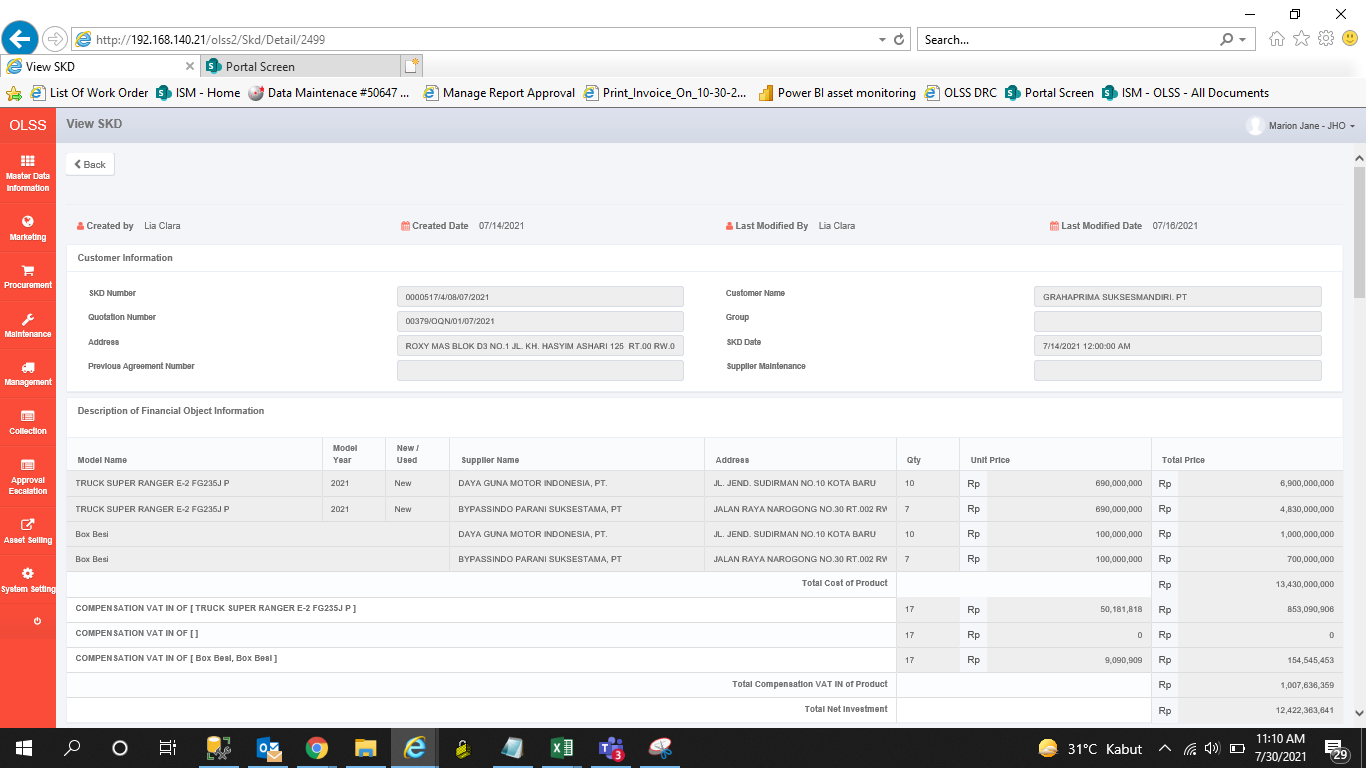 http://192.168.140.21/olss2/Skd/Detail/2499
Search...
View SKD
Portal Screen
List Of Work Order
ISM - Home
Data Maintenace #50647 ...
Manage Report Approval
Print_Invoice_On_10-30-2...
Power BI asset monitoring
OLSS DRC
Portal Screen
ISM - OLSS - All Documents
OLSS
View SKD
Marion Jane - JHO
Master Data Information
Marketing
Procurement
Maintenance
Management
Collection
Approval Escalation
Asset Selling
System Setting
Back
Created by Lia Clara
Created Date 07/14/2021
Last Modified By Lia Clara
Last Modified Date 07/16/2021
Customer Information
SKD Number 0000517/4/08/07/2021
Customer Name GRAHAPRIMA SUKSESMANDIRI. PT
Quotation Number 00379/OQN/01/07/2021
Group
Address ROXY MAS BLOK D3 NO.1 JL. KH. HASYIM ASHARI 125 RT.00 RW.0
SKD Date 7/14/2021 12:00:00 AM
Previous Agreement Number
Supplier Maintenance
Description of Financial Object Information
Model Name Model Year New / Used Supplier Name Address Qty Unit Price Total Price
TRUCK SUPER RANGER E-2 FG235J P 2021 New DAYA GUNA MOTOR INDONESIA, PT. JL. JEND. SUDIRMAN NO.10 KOTA BARU 10 Rp 690,000,000 Rp 6,900,000,000
TRUCK SUPER RANGER E-2 FG235J P 2021 New BYPASSINDO PARANI SUKSESTAMA, PT JALAN RAYA NAROGONG NO.30 RT.002 RW 7 Rp 690,000,000 Rp 4,830,000,000
Box Besi DAYA GUNA MOTOR INDONESIA, PT. JL. JEND. SUDIRMAN NO.10 KOTA BARU 10 Rp 100,000,000 Rp 1,000,000,000
Box Besi BYPASSINDO PARANI SUKSESTAMA, PT JALAN RAYA NAROGONG NO.30 RT.002 RW 7 Rp 100,000,000 Rp 700,000,000
Total Cost of Product Rp 13,430,000,000
COMPENSATION VAT IN OF [ TRUCK SUPER RANGER E-2 FG235J P ] 17 Rp 50,181,818 Rp 853,090,906
COMPENSATION VAT IN OF [ ] 17 Rp 0 Rp 0
COMPENSATION VAT IN OF [ Box Besi, Box Besi ] 17 Rp 9,090,909 Rp 154,545,453
Total Compensation VAT IN of Product Rp 1,007,636,359
Total Net Investment Rp 12,422,363,641
3
31°C Kabut
11:10 AM
7/30/2021
29